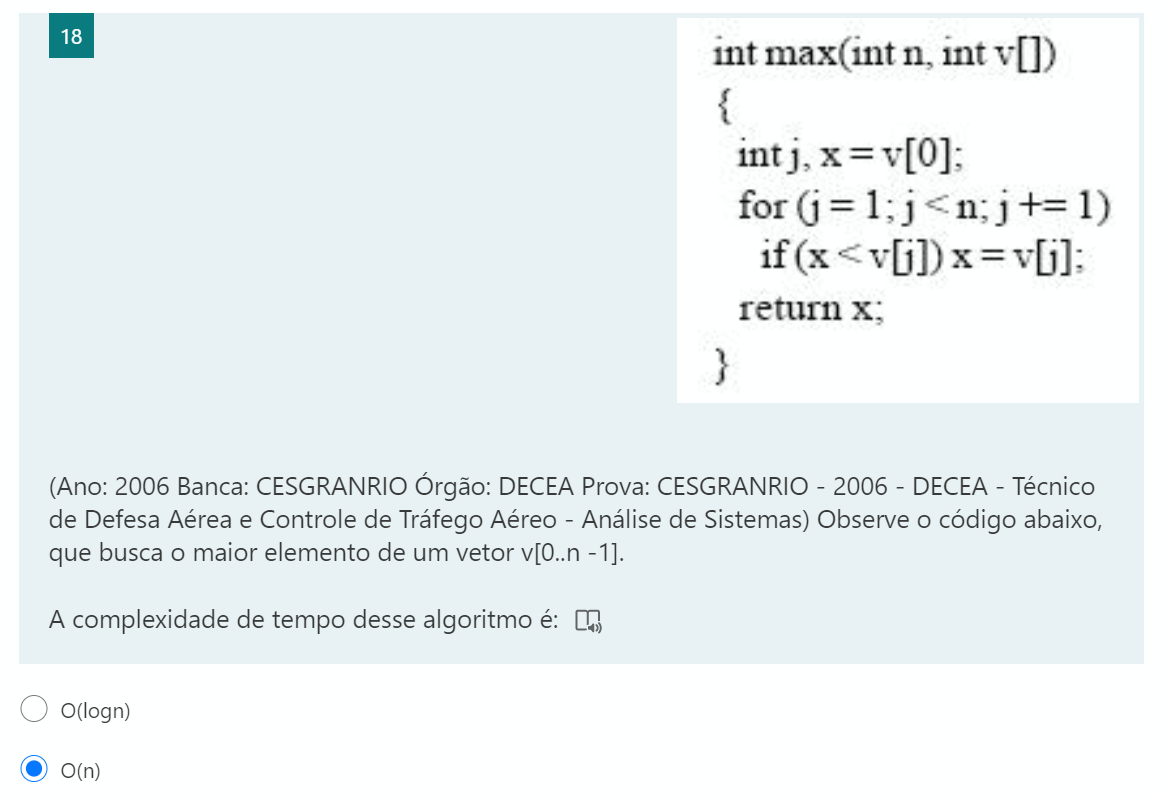 18
int max(int n, int v[])
{
int j, x = v[0];
for (j = 1; j < n; j += 1)
if (x < v[j]) x = v[j];
return x;
}
(Ano: 2006 Banca: CESGRANRIO Órgão: DECEA Prova: CESGRANRIO - 2006 - DECEA - Técnico
de Defesa Aérea e Controle de Tráfego Aéreo - Análise de Sistemas) Observe o código abaixo,
que busca o maior elemento de um vetor v[0..n -1].
A complexidade de tempo desse algoritmo é:
O(logn)
O(n)